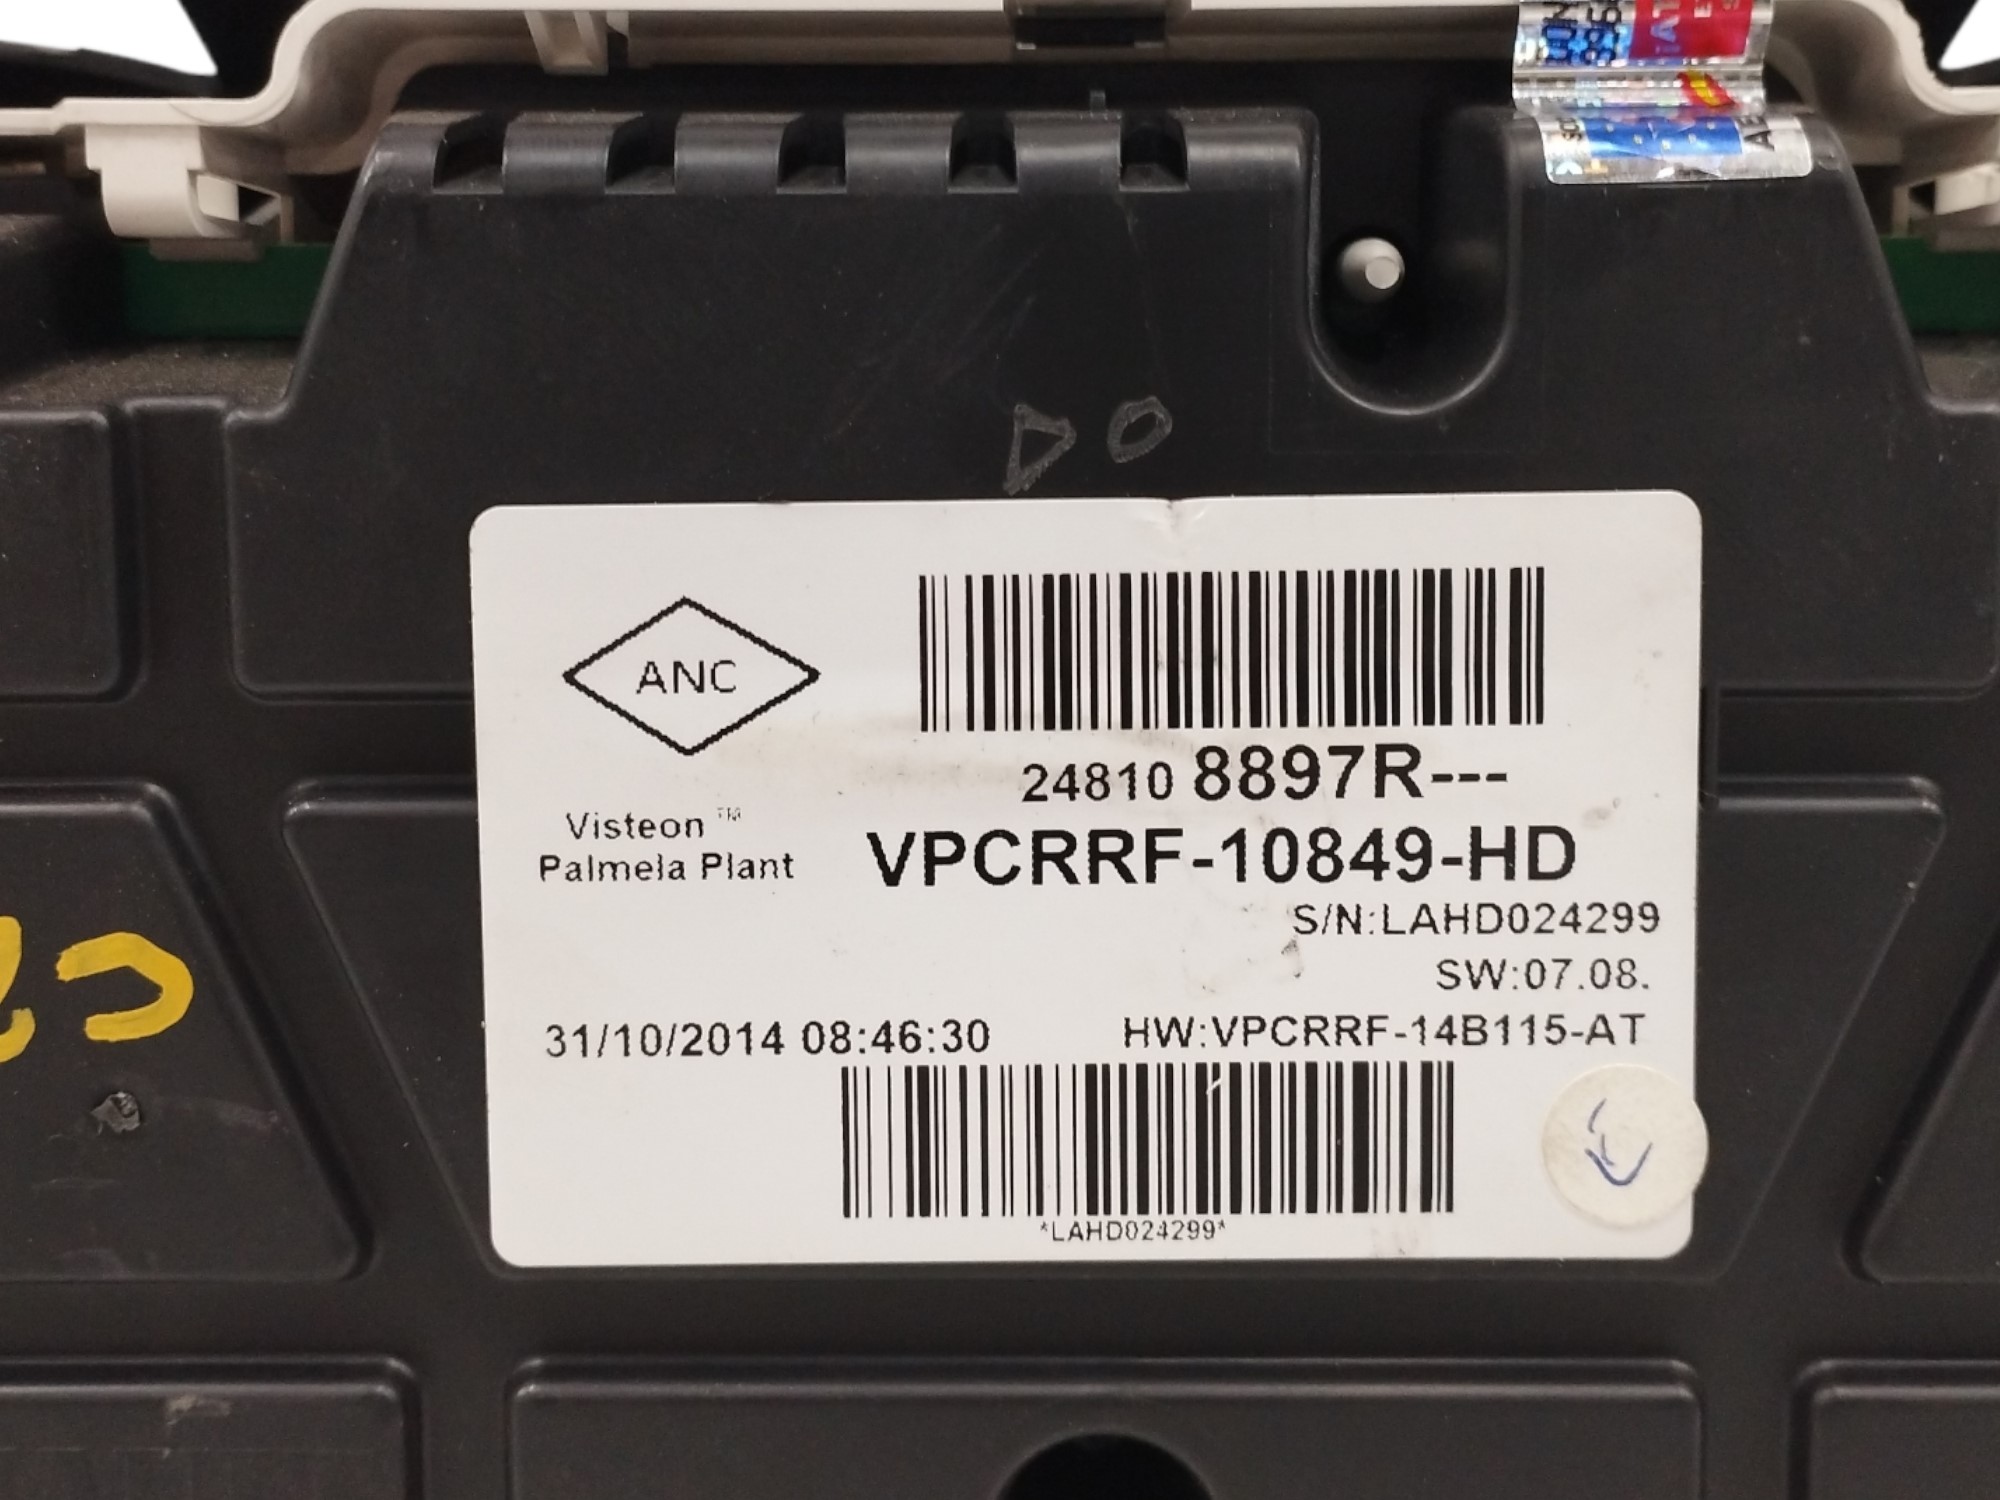 DO
ANC
24810 8897R---
Visteon™
Palmela Plant
VPCRRF-10849-HD
S/N:LAHD024299
SW:07.08.
31/10/2014 08:46:30
HW:VPCRRF-14B115-AT
*LAHD024299*